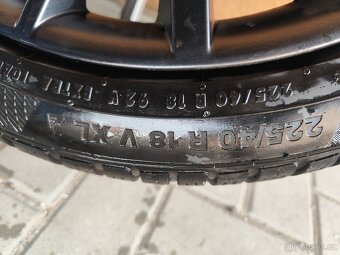 225/40 R 18 92 V EXTRA LOAD
225/40 R 18 V XL